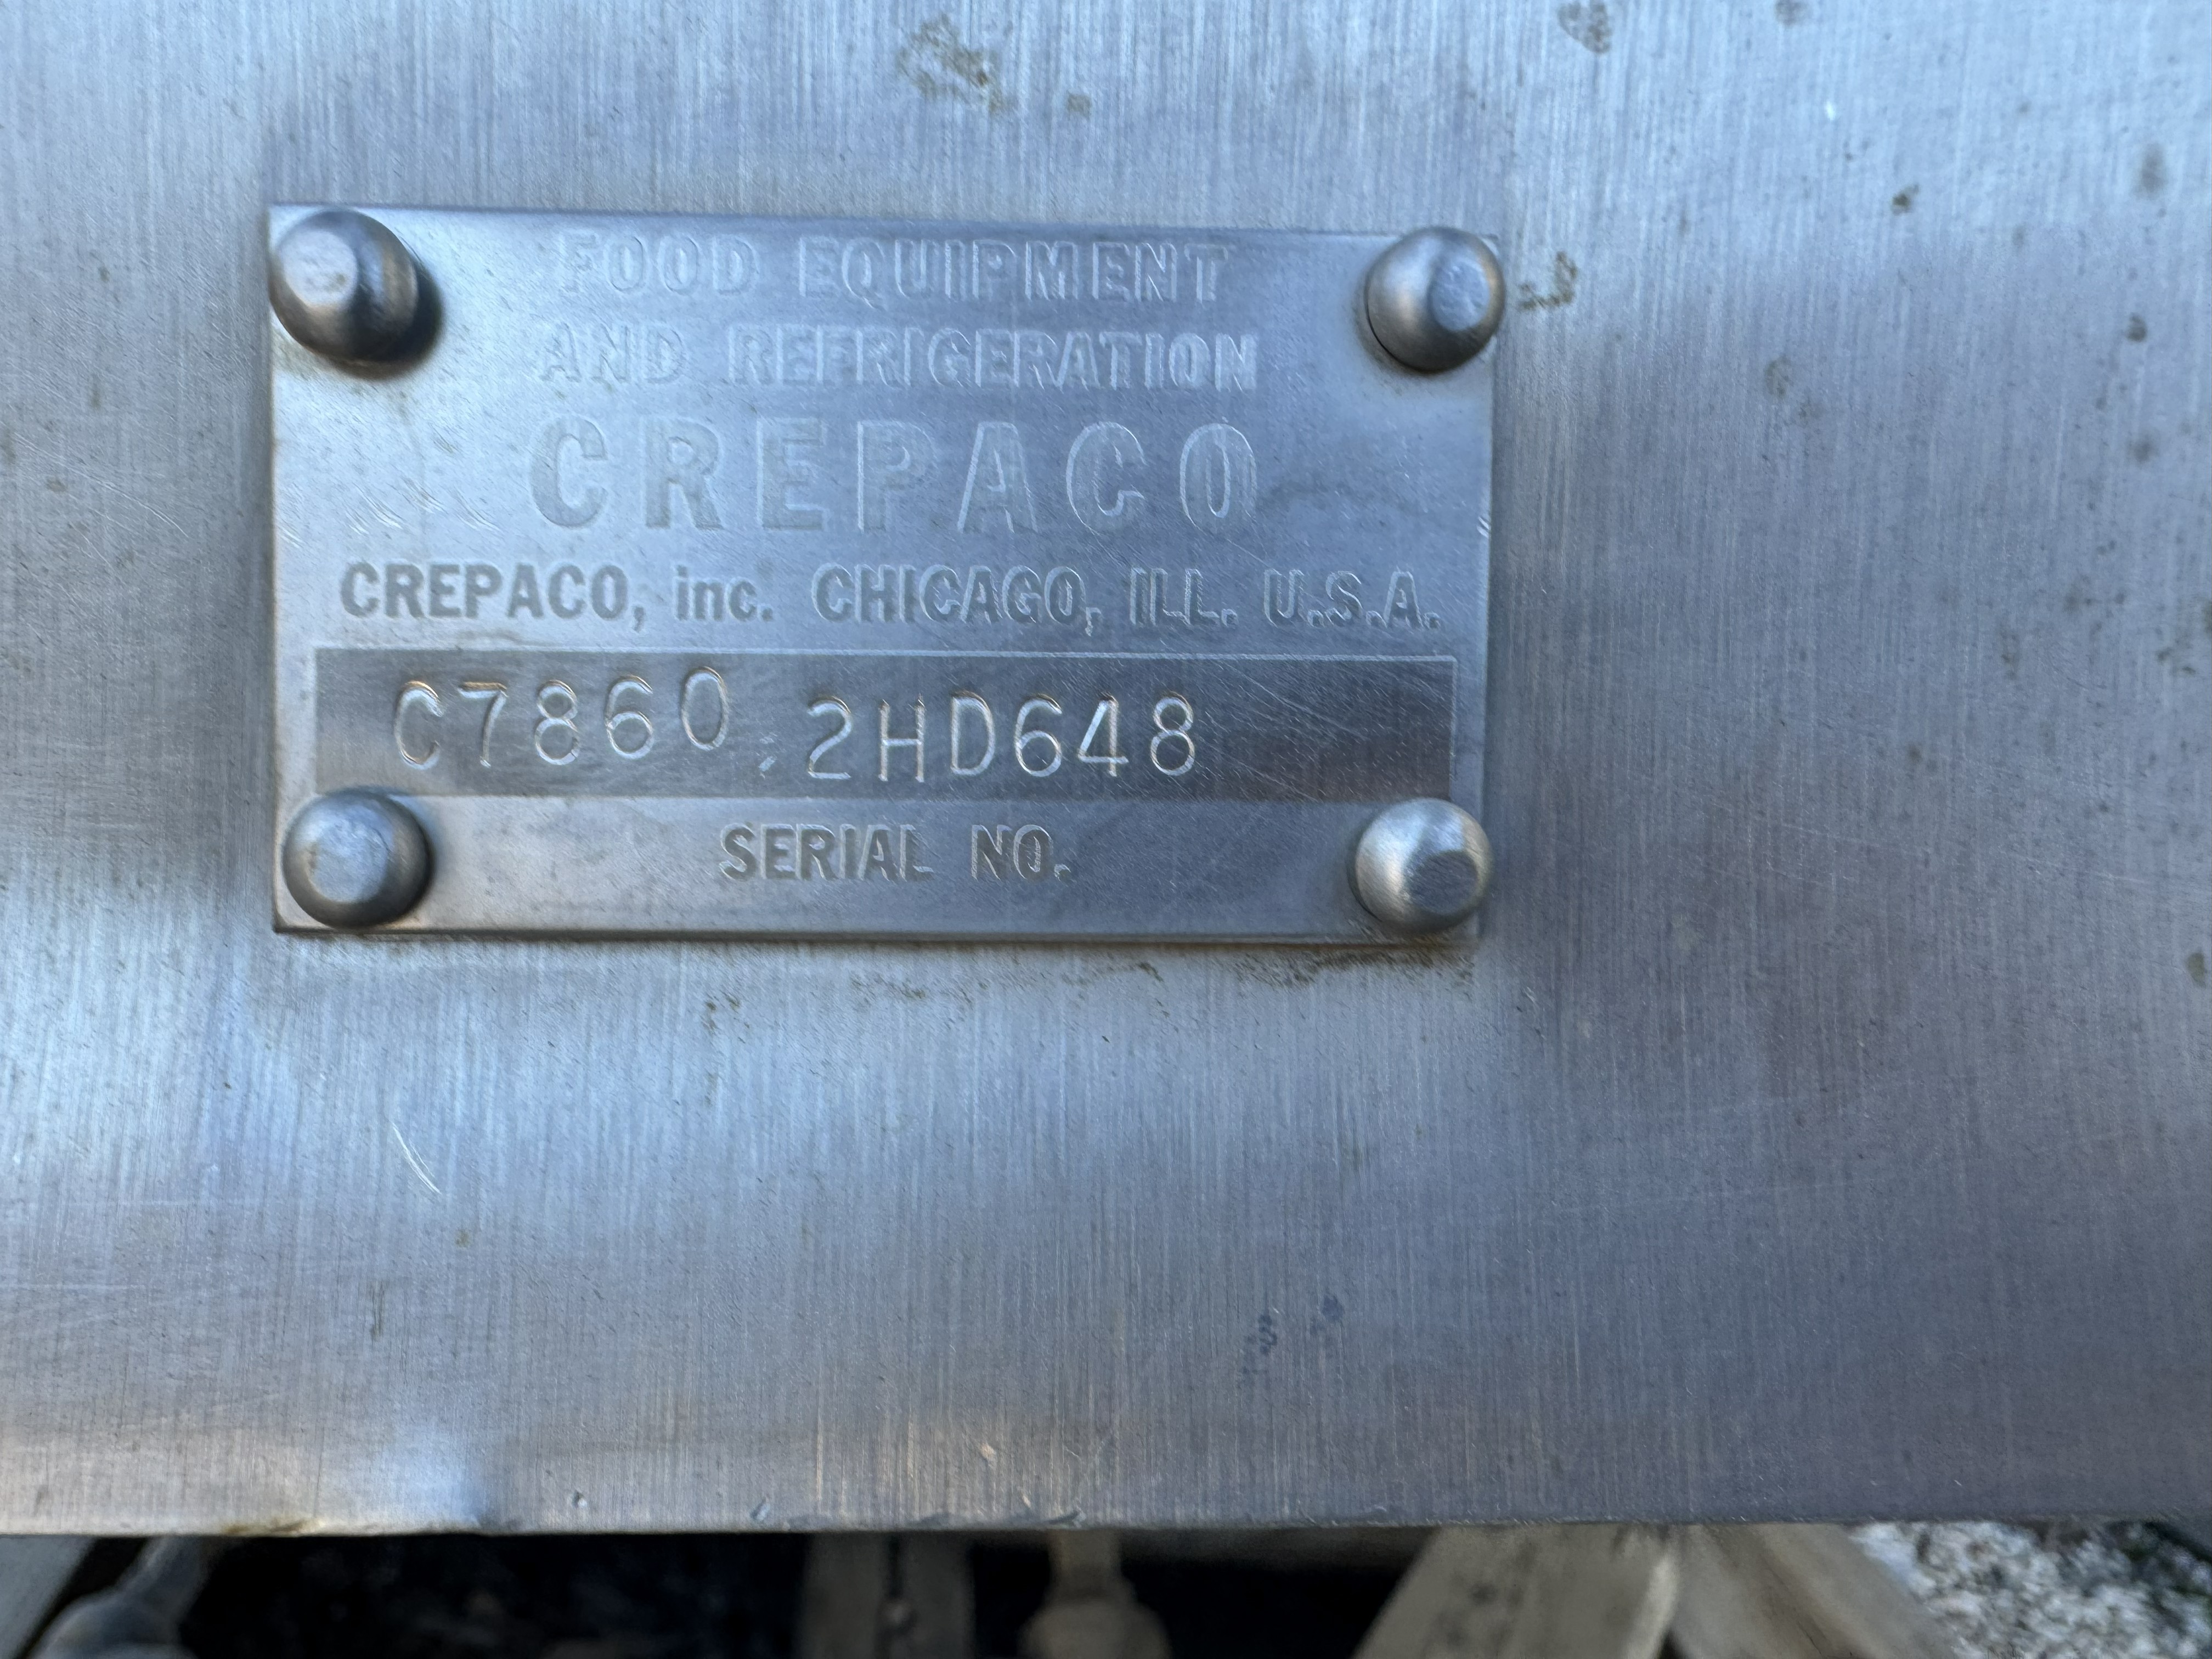 FOOD EQUIPMENT
AND REFRIGERATION
CREPACO
CREPACO, inc. CHICAGO, ILL. U.S.A.
C7860 2HD648
SERIAL NO.